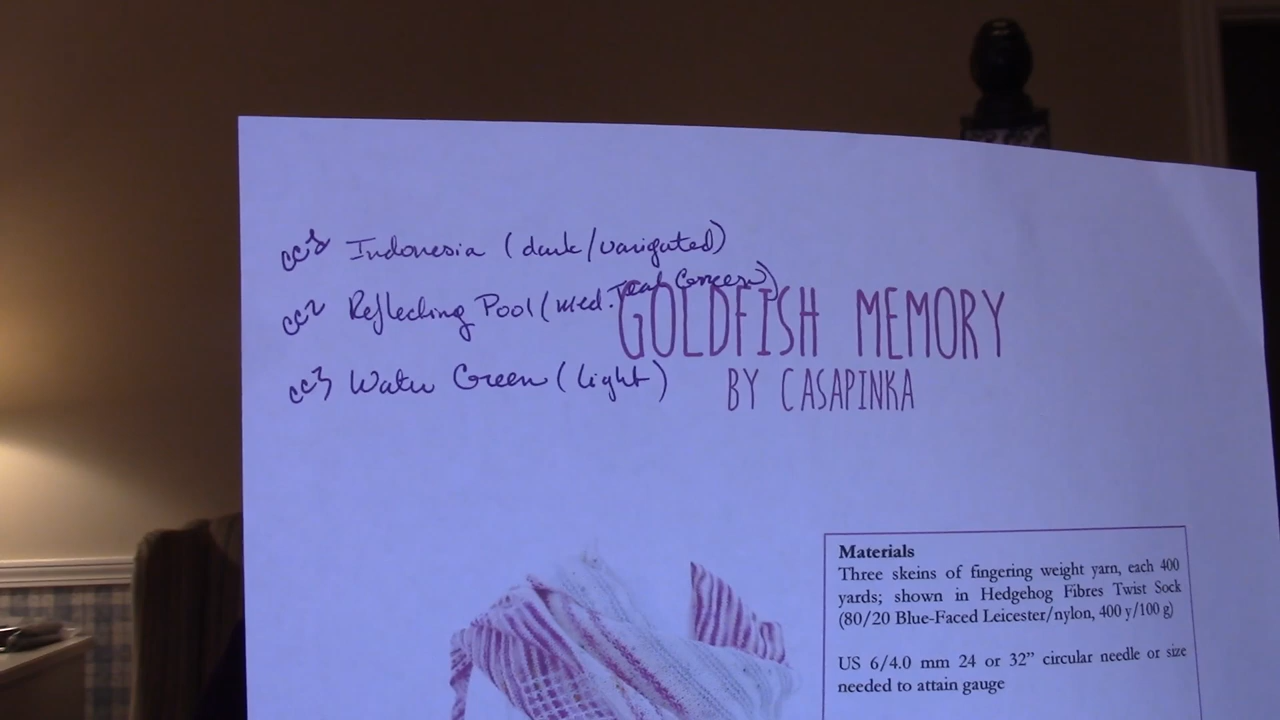 CC1 Indonesia (dark/varigated)
CC2 Reflecting Pool (med. Teal Green)
CC3 Water Green (light)
GOLDFISH MEMORY
BY CASAPINKA
Materials
Three skeins of fingering weight yarn, each 400
yards; shown in Hedgehog Fibres Twist Sock
(80/20 Blue-Faced Leicester/nylon, 400 y/100 g)
US 6/4.0 mm 24 or 32” circular needle or size
needed to attain gauge